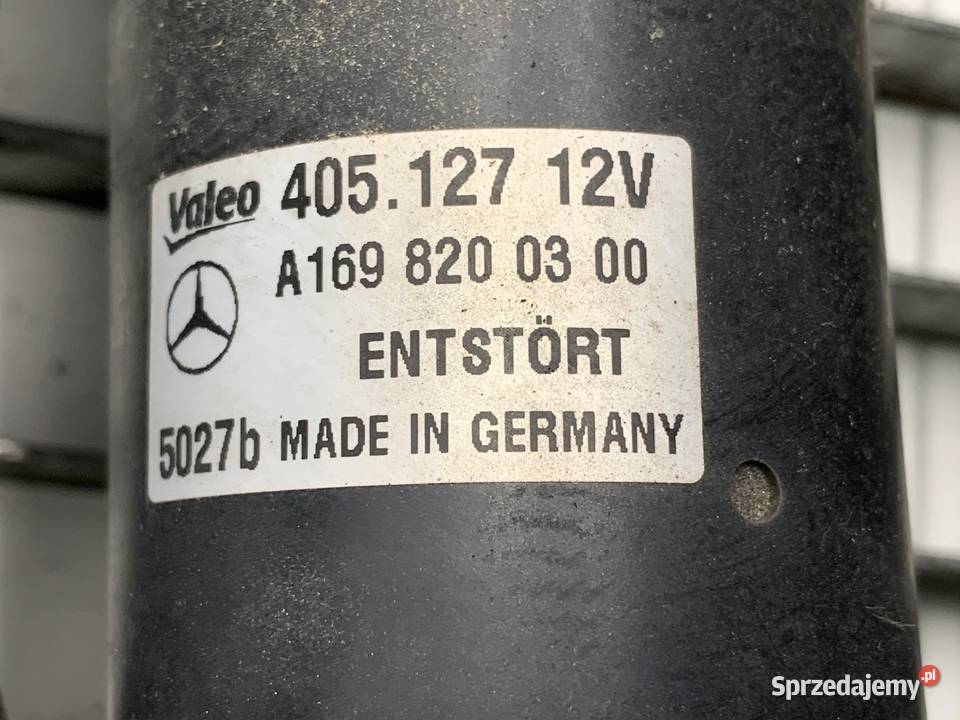 Valeo 405.127 12V
A169 820 03 00
ENTSTÖRT
5027b MADE IN GERMANY
Sprzedajemy.pl